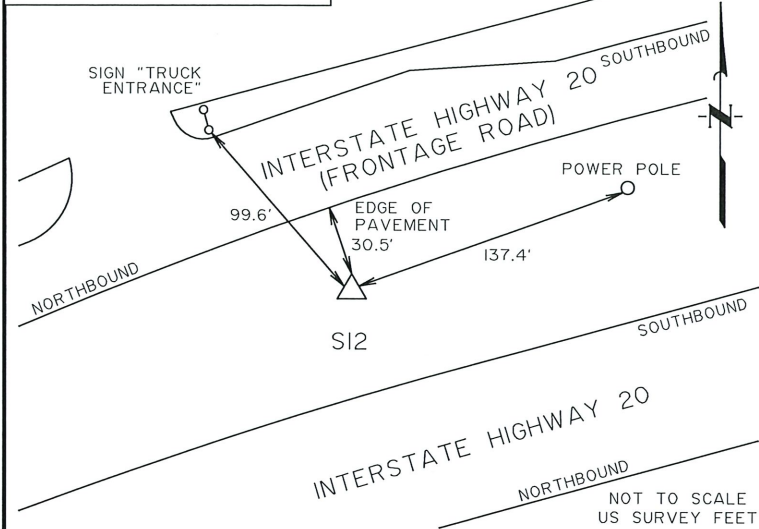 SIGN "TRUCK
ENTRANCE"
SOUTHBOUND
INTERSTATE HIGHWAY 20
(FRONTAGE ROAD)
N
POWER POLE
99.6'
EDGE OF
PAVEMENT
30.5'
137.4'
NORTHBOUND
S12
SOUTHBOUND
INTERSTATE HIGHWAY 20
NORTHBOUND
NOT TO SCALE
US SURVEY FEET